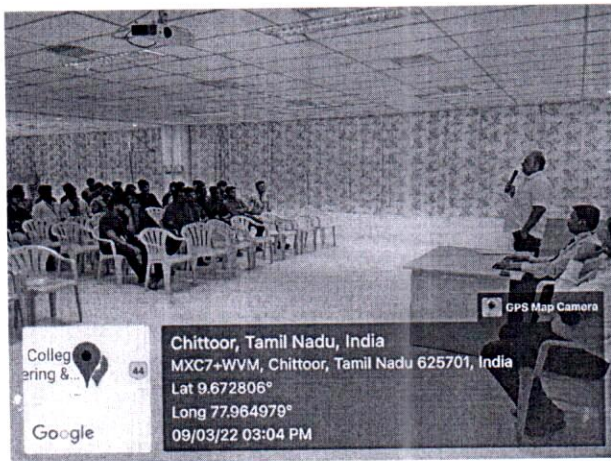 GPS Map Camera
Colleg
ering &...
44
Google
Chittoor, Tamil Nadu, India
MXC7+WVM, Chittoor, Tamil Nadu 625701, India
Lat 9.672806°
Long 77.964979°
09/03/22 03:04 PM